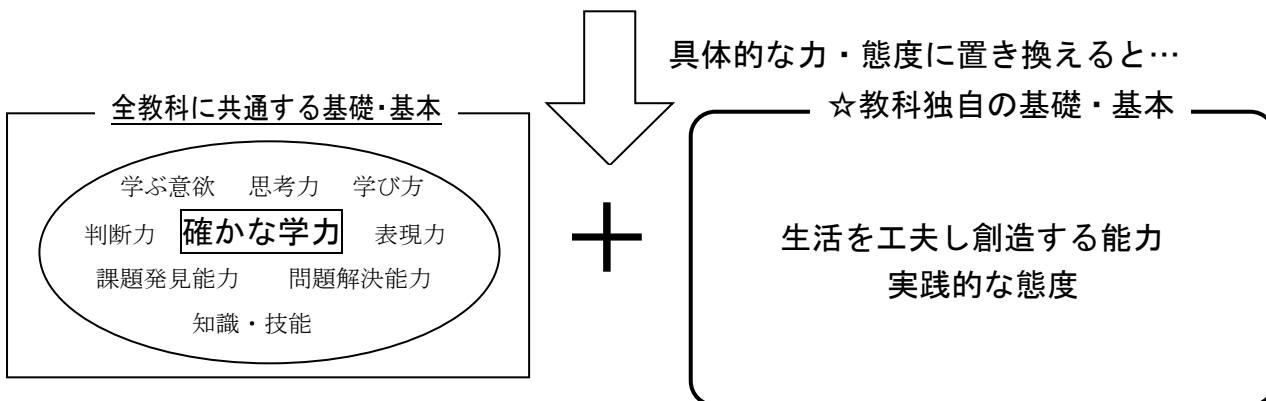 具体的な力・態度に置き換えると…
全教科に共通する基礎・基本
☆教科独自の基礎・基本
学ぶ意欲 思考力 学び方
判断力 確かな学力 表現力
課題発見能力 問題解決能力
知識・技能
＋
生活を工夫し創造する能力
実践的な態度